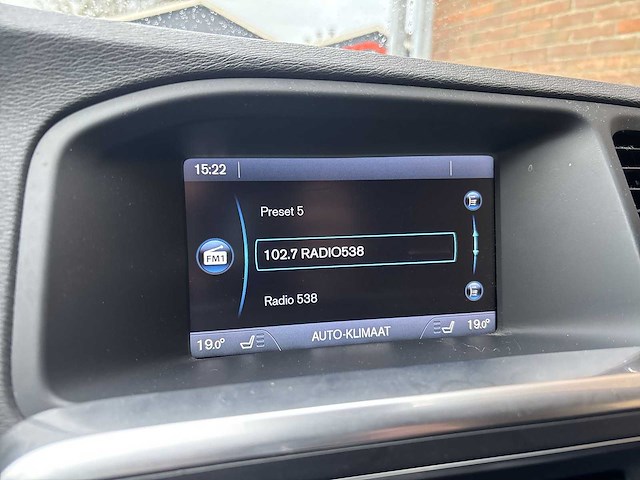 15:22
Preset 5
FM1
102.7 RADIO538
Radio 538
19.0° AUTO-KLIMAAT 19.0°